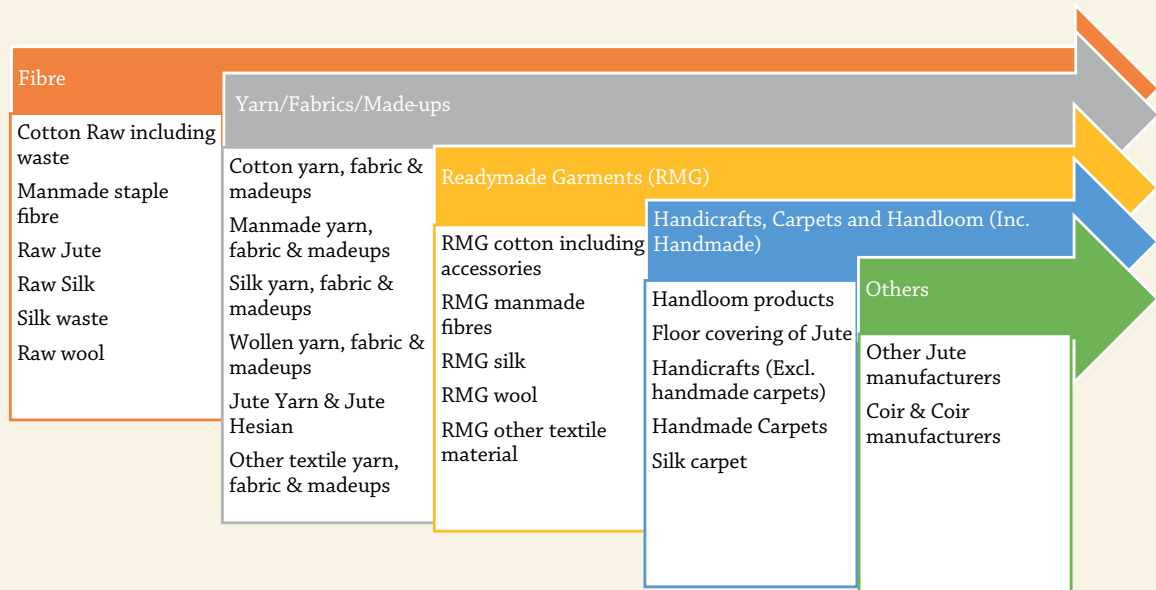 Fibre
Cotton Raw including
waste
Manmade staple
fibre
Raw Jute
Raw Silk
Silk waste
Raw wool
Yarn/Fabrics/Made-ups
Cotton yarn, fabric &
madeups
Manmade yarn,
fabric & madeups
Silk yarn, fabric &
madeups
Wollen yarn, fabric &
madeups
Jute Yarn & Jute
Hesian
Other textile yarn,
fabric & madeups
Readymade Garments (RMG)
RMG cotton including
accessories
RMG manmade
fibres
RMG silk
RMG wool
RMG other textile
material
Handicrafts, Carpets and Handloom (Inc.
Handmade)
Handloom products
Floor covering of Jute
Handicrafts (Excl.
handmade carpets)
Handmade Carpets
Silk carpet
Others
Other Jute
manufacturers
Coir & Coir
manufacturers